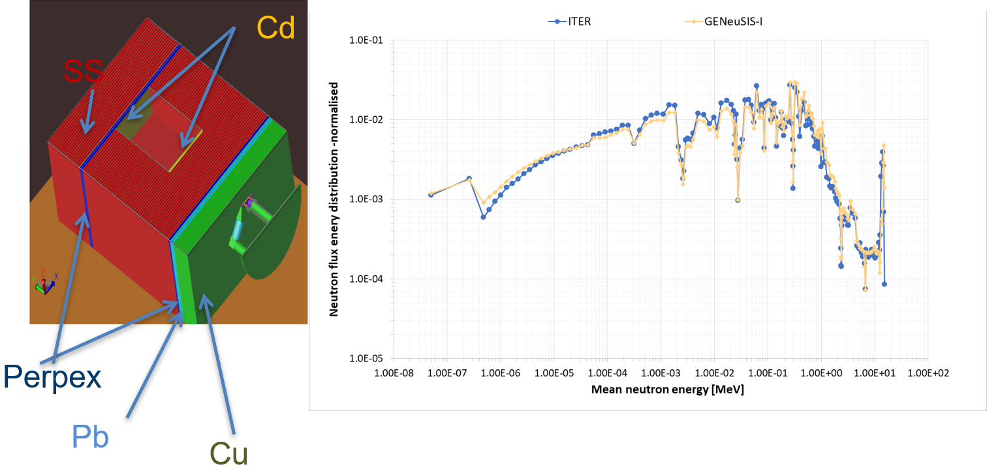 Cd
SS
Perpex
Pb
Cu
Z
Y
X
ITER
GENeuSIS-I
Neutron flux enery distribution -normalised
1.0E-01
1.0E-02
1.0E-03
1.0E-04
1.0E-05
1.00E-08 1.00E-07 1.00E-06 1.00E-05 1.00E-04 1.00E-03 1.00E-02 1.00E-01 1.00E+00 1.00E+01 1.00E+02
Mean neutron energy [MeV]